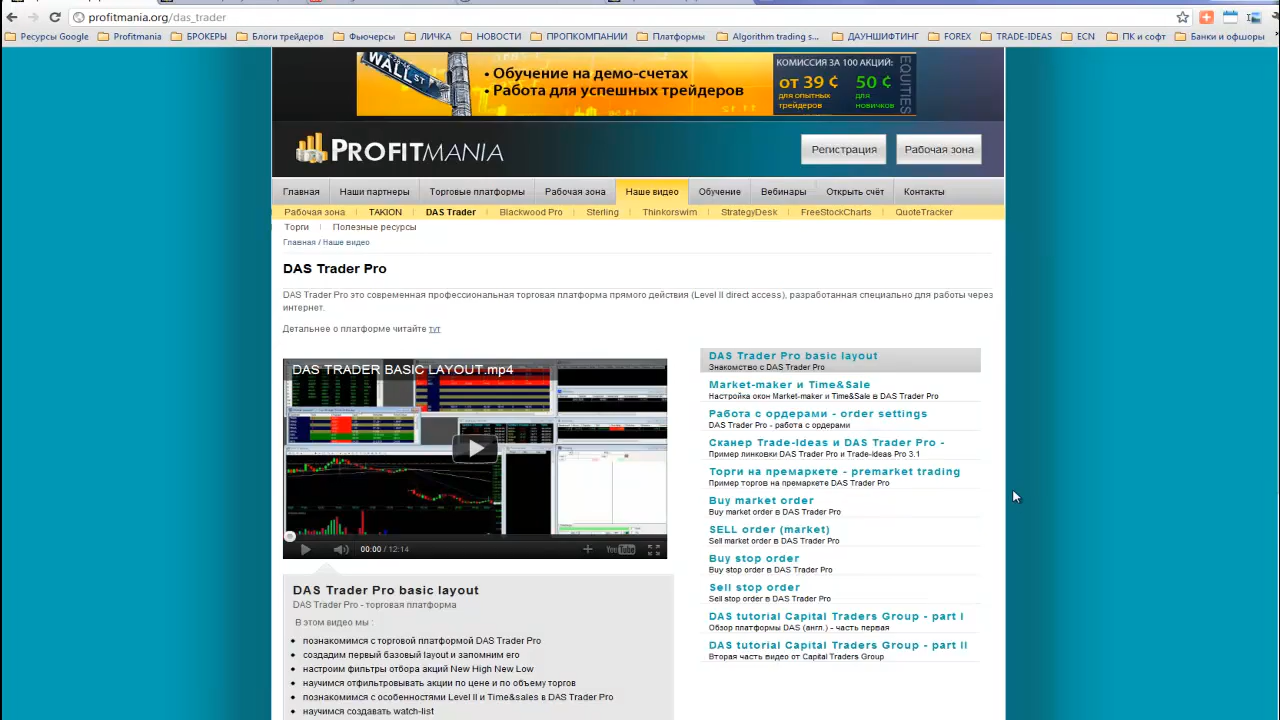 profitmania.org/das_trader
Ресурсы Google Profitmania БРОКЕРЫ Блоги трейдеров Фьючерсы ЛИЧКА НОВОСТИ ПРОПКОМПАНИИ Платформы Algorithm trading s... ДАУНШИФТИНГ FOREX TRADE-IDEAS ECN ПК и софт Банки и офшоры
WALL ST
• Обучение на демо-счетах
• Работа для успешных трейдеров
КОМИССИЯ ЗА 100 АКЦИЙ:
от 39 ¢ 50 ¢
для опытных трейдеров
для новичков
EQUITIES
PROFITMANIA
Регистрация Рабочая зона
Главная Наши партнеры Торговые платформы Рабочая зона Наше видео Обучение Вебинары Открыть счёт Контакты
Рабочая зона TAKION DAS Trader Blackwood Pro Sterling Thinkorswim StrategyDesk FreeStockCharts QuoteTracker
Торги Полезные ресурсы
Главная / Наше видео
DAS Trader Pro
DAS Trader Pro это современная профессиональная торговая платформа прямого действия (Level II direct access), разработанная специально для работы через
интернет.
Детальнее о платформе читайте тут
DAS TRADER BASIC LAYOUT.mp4
00:00 / 12:14
YouTube
DAS Trader Pro basic layout
DAS Trader Pro - торговая платформа
В этом видео мы :
познакомимся с торговой платформой DAS Trader Pro
создадим первый базовый layout и запомним его
настроим фильтры отбора акций New High New Low
научимся отфильтровывать акции по цене и по объему торгов
познакомимся с особенностями Level II и Time&sales в DAS Trader Pro
научимся создавать watch-list
DAS Trader Pro basic layout
Знакомство с DAS Trader Pro
Market-maker и Time&Sale
Настройка окон Market-maker и Time&Sale в DAS Trader Pro
Работа с ордерами - order settings
DAS Trader Pro - работа с ордерами
Сканер Trade-Ideas и DAS Trader Pro -
Пример линковки DAS Trader Pro и Trade-Ideas Pro 3.1
Торги на премаркете - premarket trading
Пример торгов на премаркете DAS Trader Pro
Buy market order
Buy market order в DAS Trader Pro
SELL order (market)
Sell market order в DAS Trader Pro
Buy stop order
Buy stop order в DAS Trader Pro
Sell stop order
Sell stop order в DAS Trader Pro
DAS tutorial Capital Traders Group - part I
Обзор платформы DAS (англ.) - часть первая
DAS tutorial Capital Traders Group - part II
Вторая часть видео от Capital Traders Group